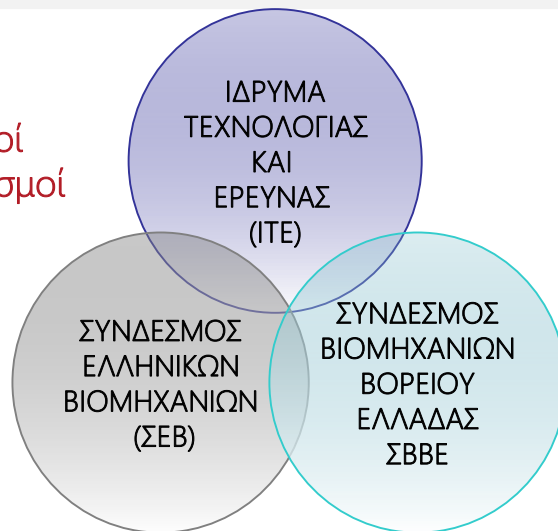 ΙΔΡΥΜΑ
ΤΕΧΝΟΛΟΓΙΑΣ
ΚΑΙ
ΕΡΕΥΝΑΣ
(ΙΤΕ)
ΣΥΝΔΕΣΜΟΣ
ΕΛΛΗΝΙΚΩΝ
ΒΙΟΜΗΧΑΝΙΩΝ
(ΣΕΒ)
ΣΥΝΔΕΣΜΟΣ
ΒΙΟΜΗΧΑΝΙΩΝ
ΒΟΡΕΙΟΥ
ΕΛΛΑΔΑΣ
ΣΒΒΕ